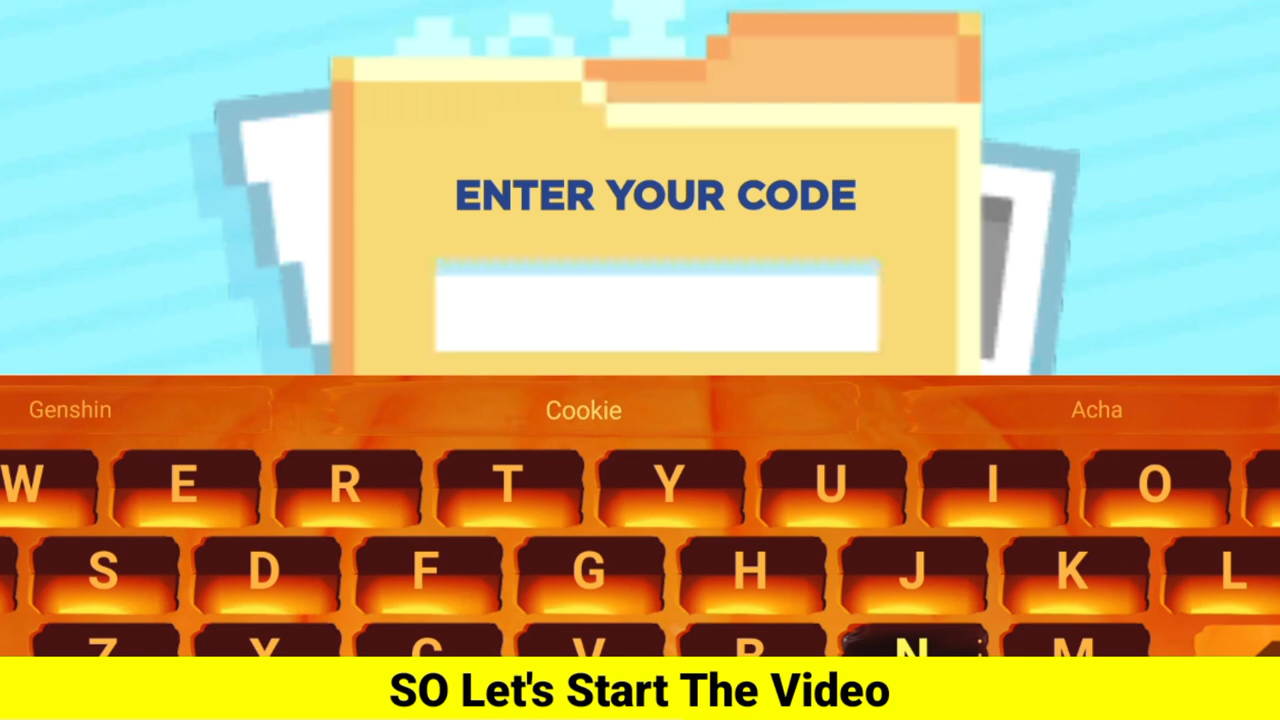 ENTER YOUR CODE
Genshin Cookie Acha
W E R T Y U I O
S D F G H J K L
Z X C V B N M
SO Let's Start The Video